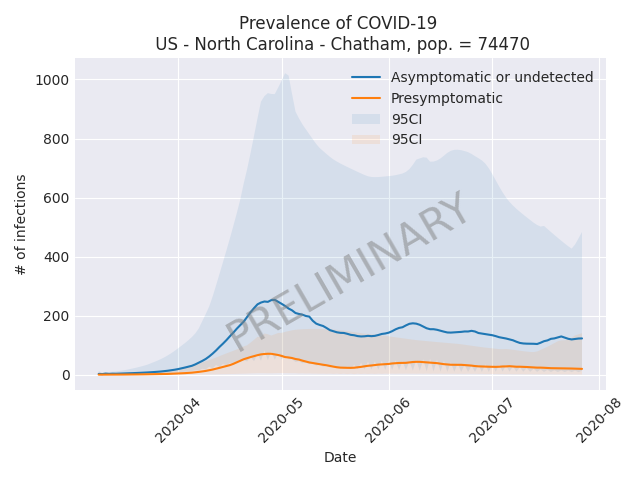 Prevalence of COVID-19
US - North Carolina - Chatham, pop. = 74470
Asymptomatic or undetected
Presymptomatic
95CI
95CI
1000
800
600
400
200
0
# of infections
PRELIMINARY
2020-04
2020-05
2020-06
2020-07
2020-08
Date